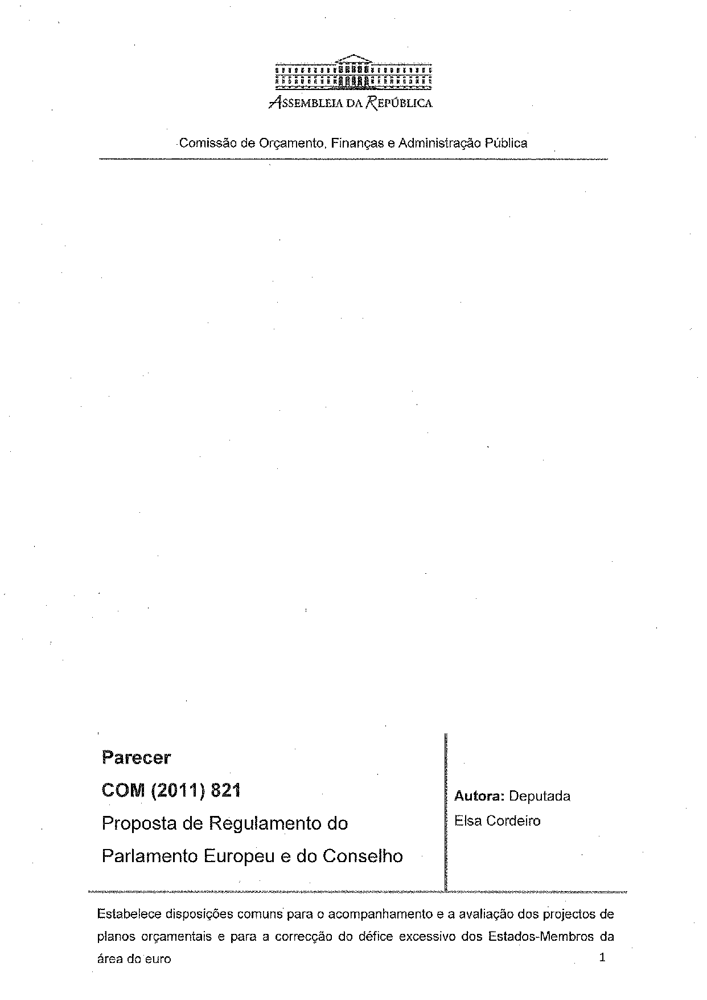 ASSEMBLEIA DA REPÚBLICA
Comissão de Orçamento, Finanças e Administração Pública
Parecer
COM (2011) 821
Proposta de Regulamento do
Parlamento Europeu e do Conselho
Autora: Deputada
Elsa Cordeiro
Estabelece disposições comuns para o acompanhamento e a avaliação dos projectos de
planos orçamentais e para a correcção do défice excessivo dos Estados-Membros da
área do euro
1